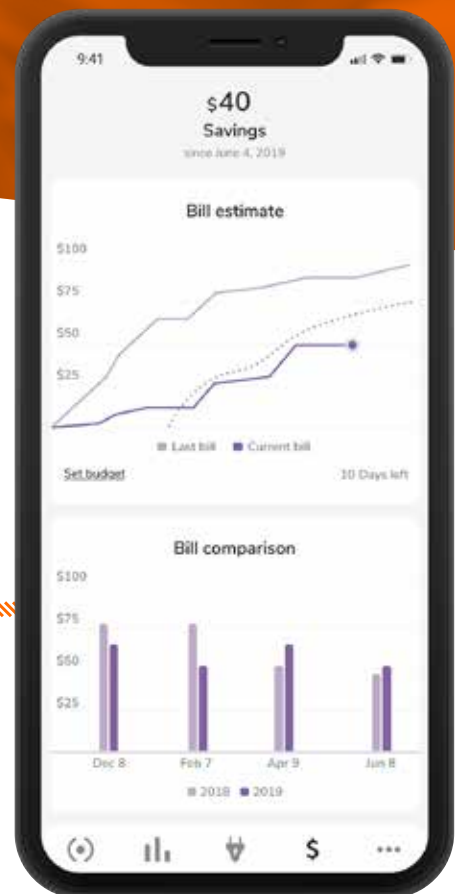 9:41
$40
Savings
since June 4, 2019
Bill estimate
$100
$75
$50
$25
Last bill Current bill
Set budget 10 Days left
Bill comparison
$100
$75
$50
$25
Dec 8 Feb 7 Apr 9 Jun 8
2018 2019
$